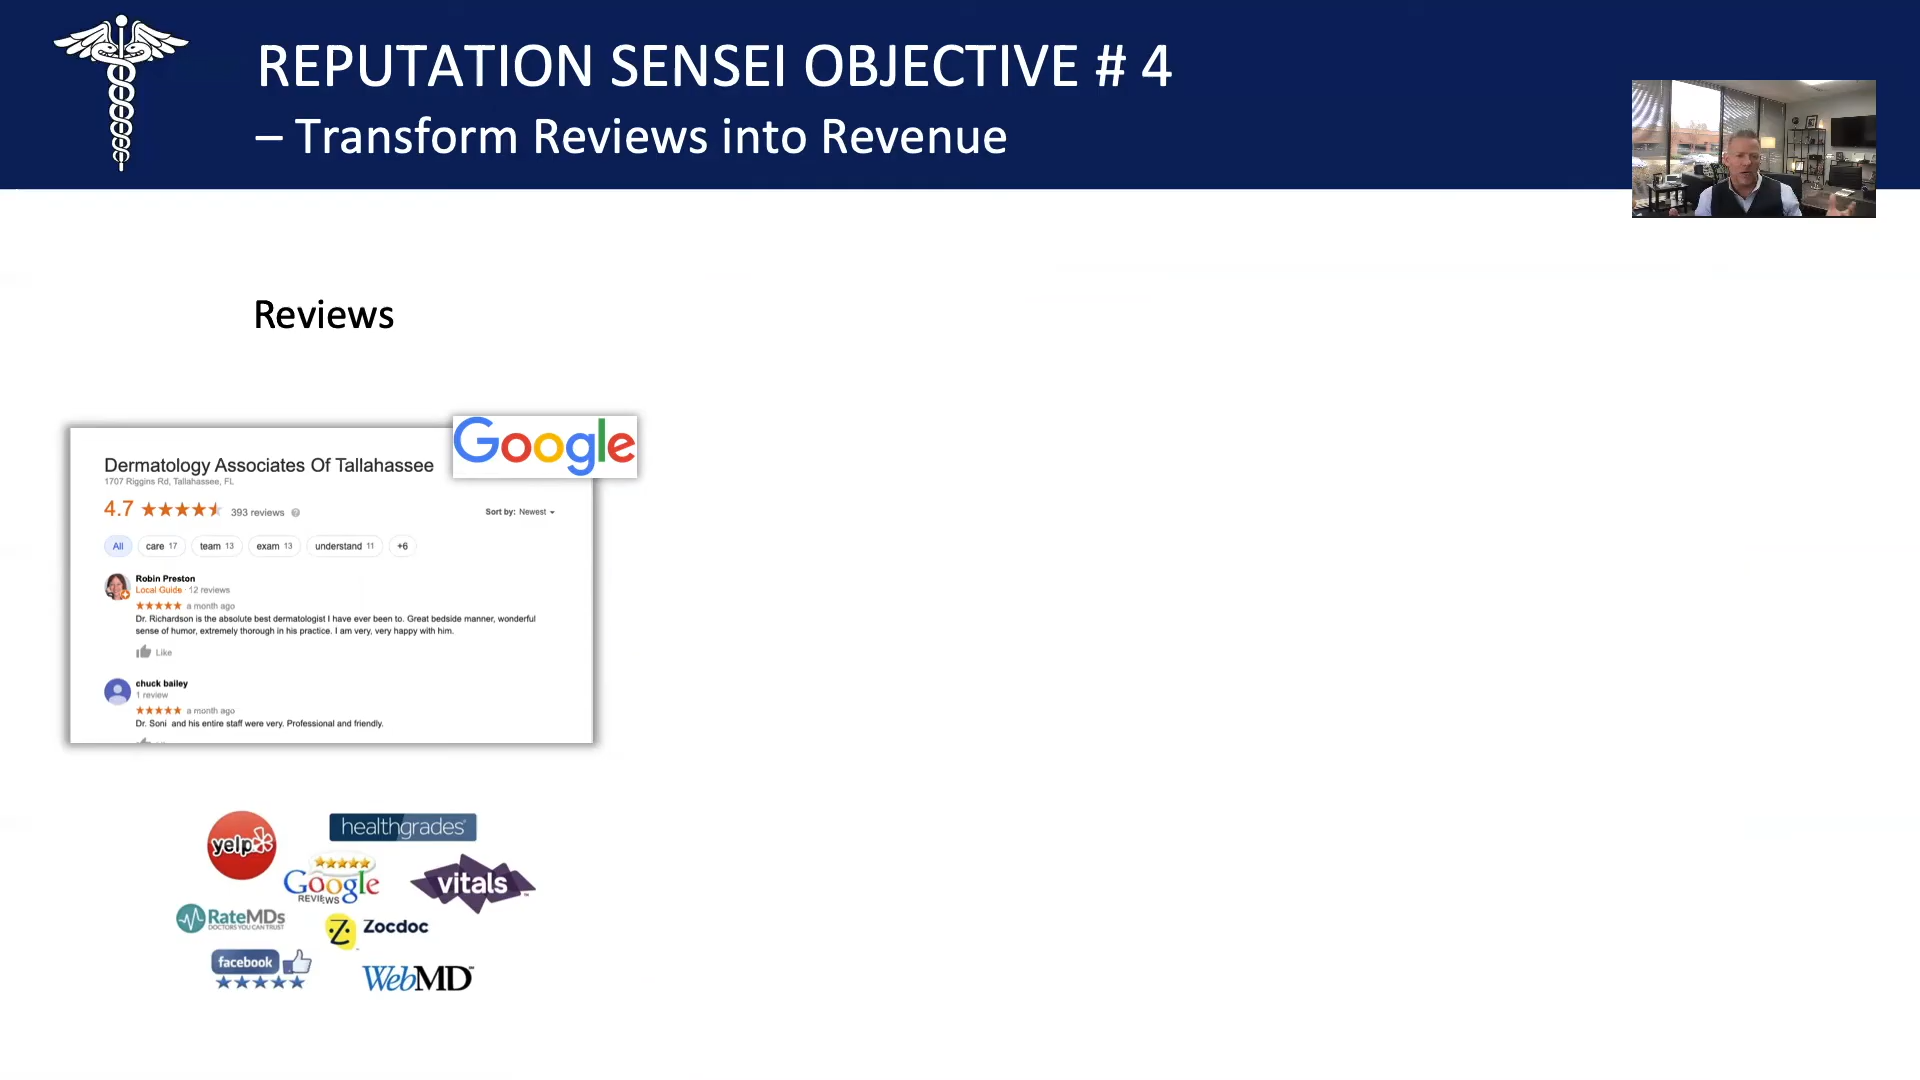 REPUTATION SENSEI OBJECTIVE # 4
– Transform Reviews into Revenue
Reviews
Google
Dermatology Associates Of Tallahassee
1707 Riggins Rd, Tallahassee, FL
4.7 393 reviews
Sort by: Newest
All care 17 team 13 exam 13 understand 11 +6
Robin Preston
Local Guide · 12 reviews
a month ago
Dr. Richardson is the absolute best dermatologist I have ever been to. Great bedside manner, wonderful
sense of humor, extremely thorough in his practice. I am very, very happy with him.
Like
chuck bailey
1 review
a month ago
Dr. Soni and his entire staff were very. Professional and friendly.
yelp
healthgrades
Google
REVIEWS
vitals
RateMDs
DOCTORS YOU CAN TRUST
Zocdoc
facebook
WebMD